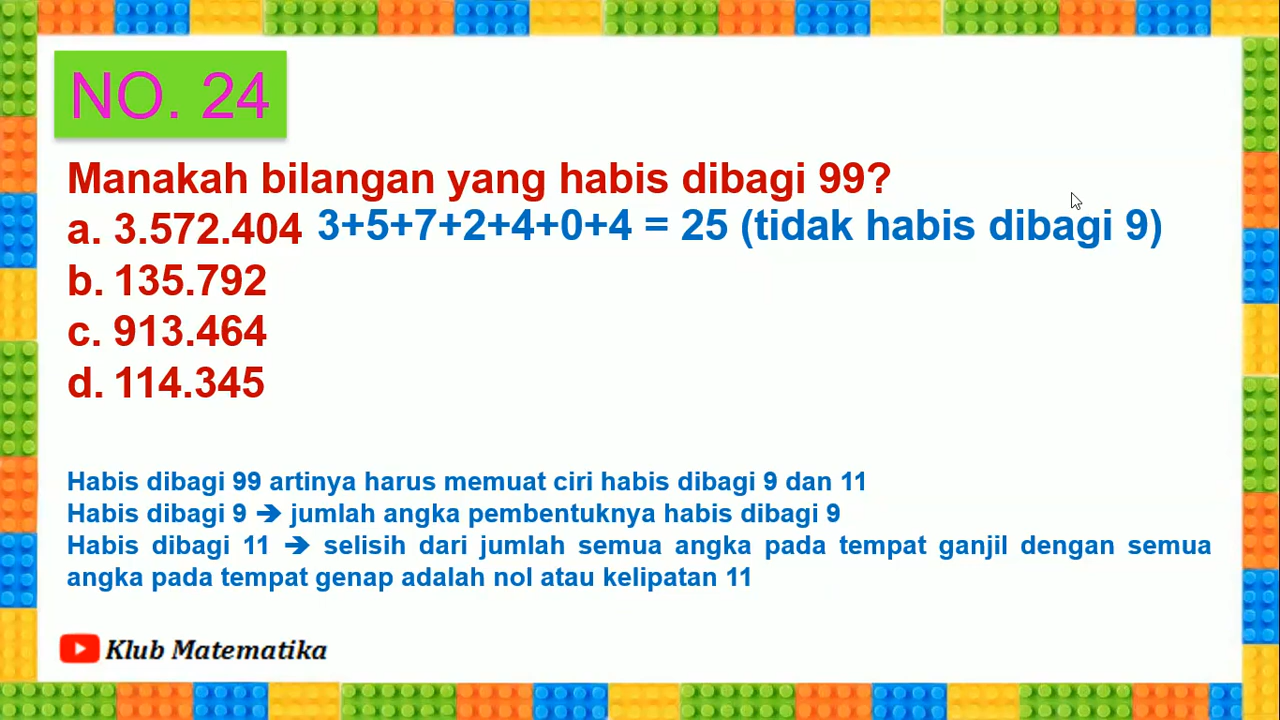 NO. 24
Manakah bilangan yang habis dibagi 99?
a. 3.572.404 3+5+7+2+4+0+4 = 25 (tidak habis dibagi 9)
b. 135.792
c. 913.464
d. 114.345
Habis dibagi 99 artinya harus memuat ciri habis dibagi 9 dan 11
Habis dibagi 9 ➔ jumlah angka pembentuknya habis dibagi 9
Habis dibagi 11 ➔ selisih dari jumlah semua angka pada tempat ganjil dengan semua
angka pada tempat genap adalah nol atau kelipatan 11
Klub Matematika